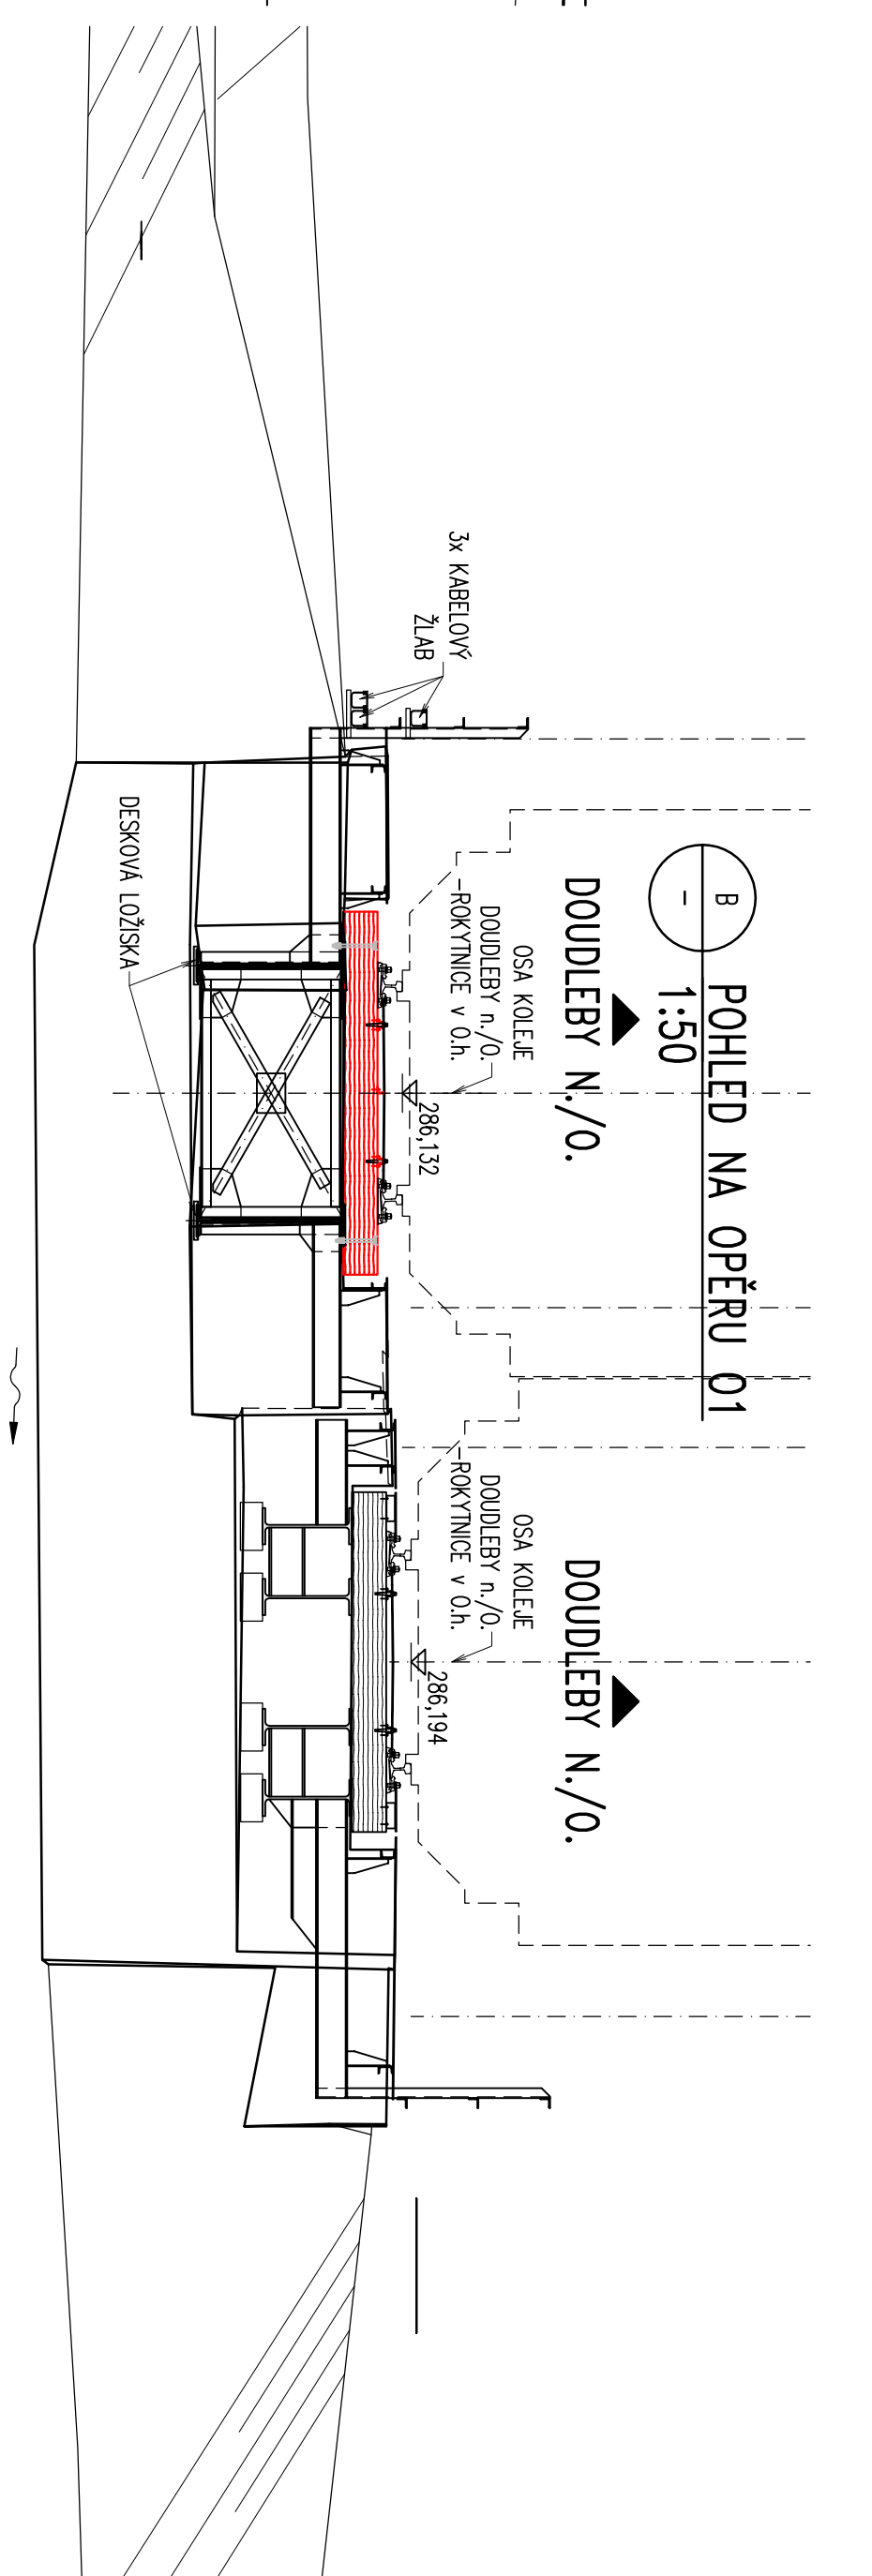 B
-
POHLED NA OPĚRU 01
1:50
DOUDLEBY N./O.
DOUDLEBY N./O.
3x KABELOVÝ
ŽLAB
OSA KOLEJE
DOUDLEBY n./O.
-ROKYTNICE v O.h.
286,132
OSA KOLEJE
DOUDLEBY n./O.
-ROKYTNICE v O.h.
286,194
DESKOVÁ LOŽISKA